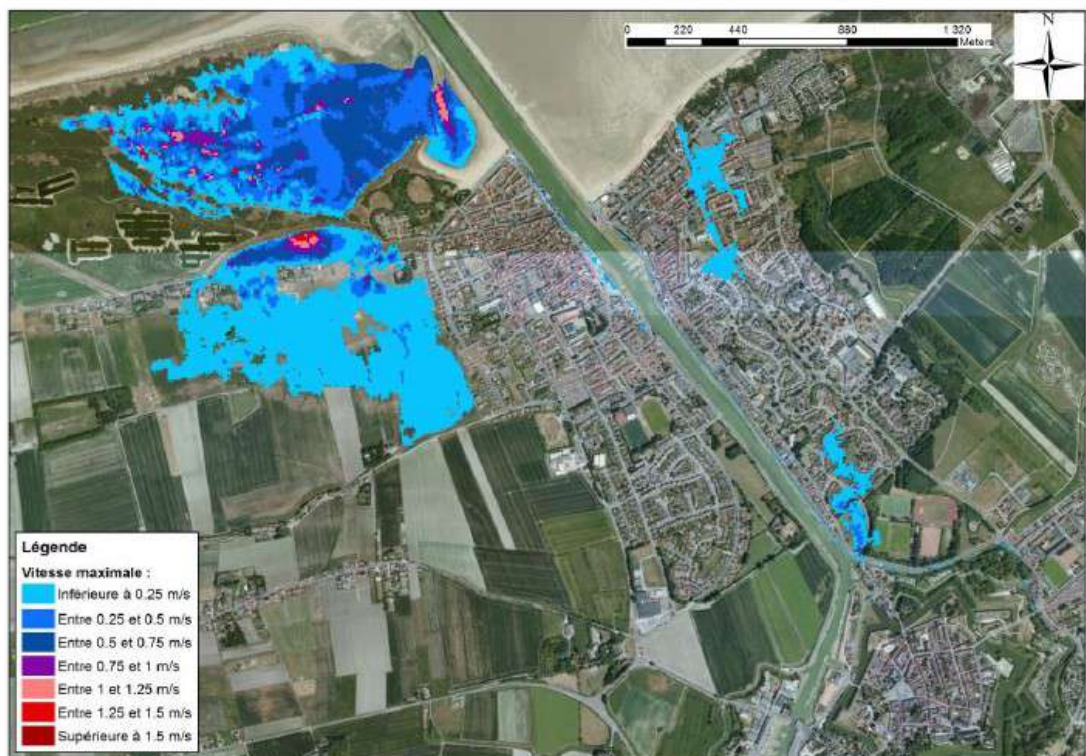 N
0 220 440 880 1 320
Meters
Légende
Vitesse maximale :
Inférieure à 0.25 m/s
Entre 0.25 et 0.5 m/s
Entre 0.5 et 0.75 m/s
Entre 0.75 et 1 m/s
Entre 1 et 1.25 m/s
Entre 1.25 et 1.5 m/s
Supérieure à 1.5 m/s